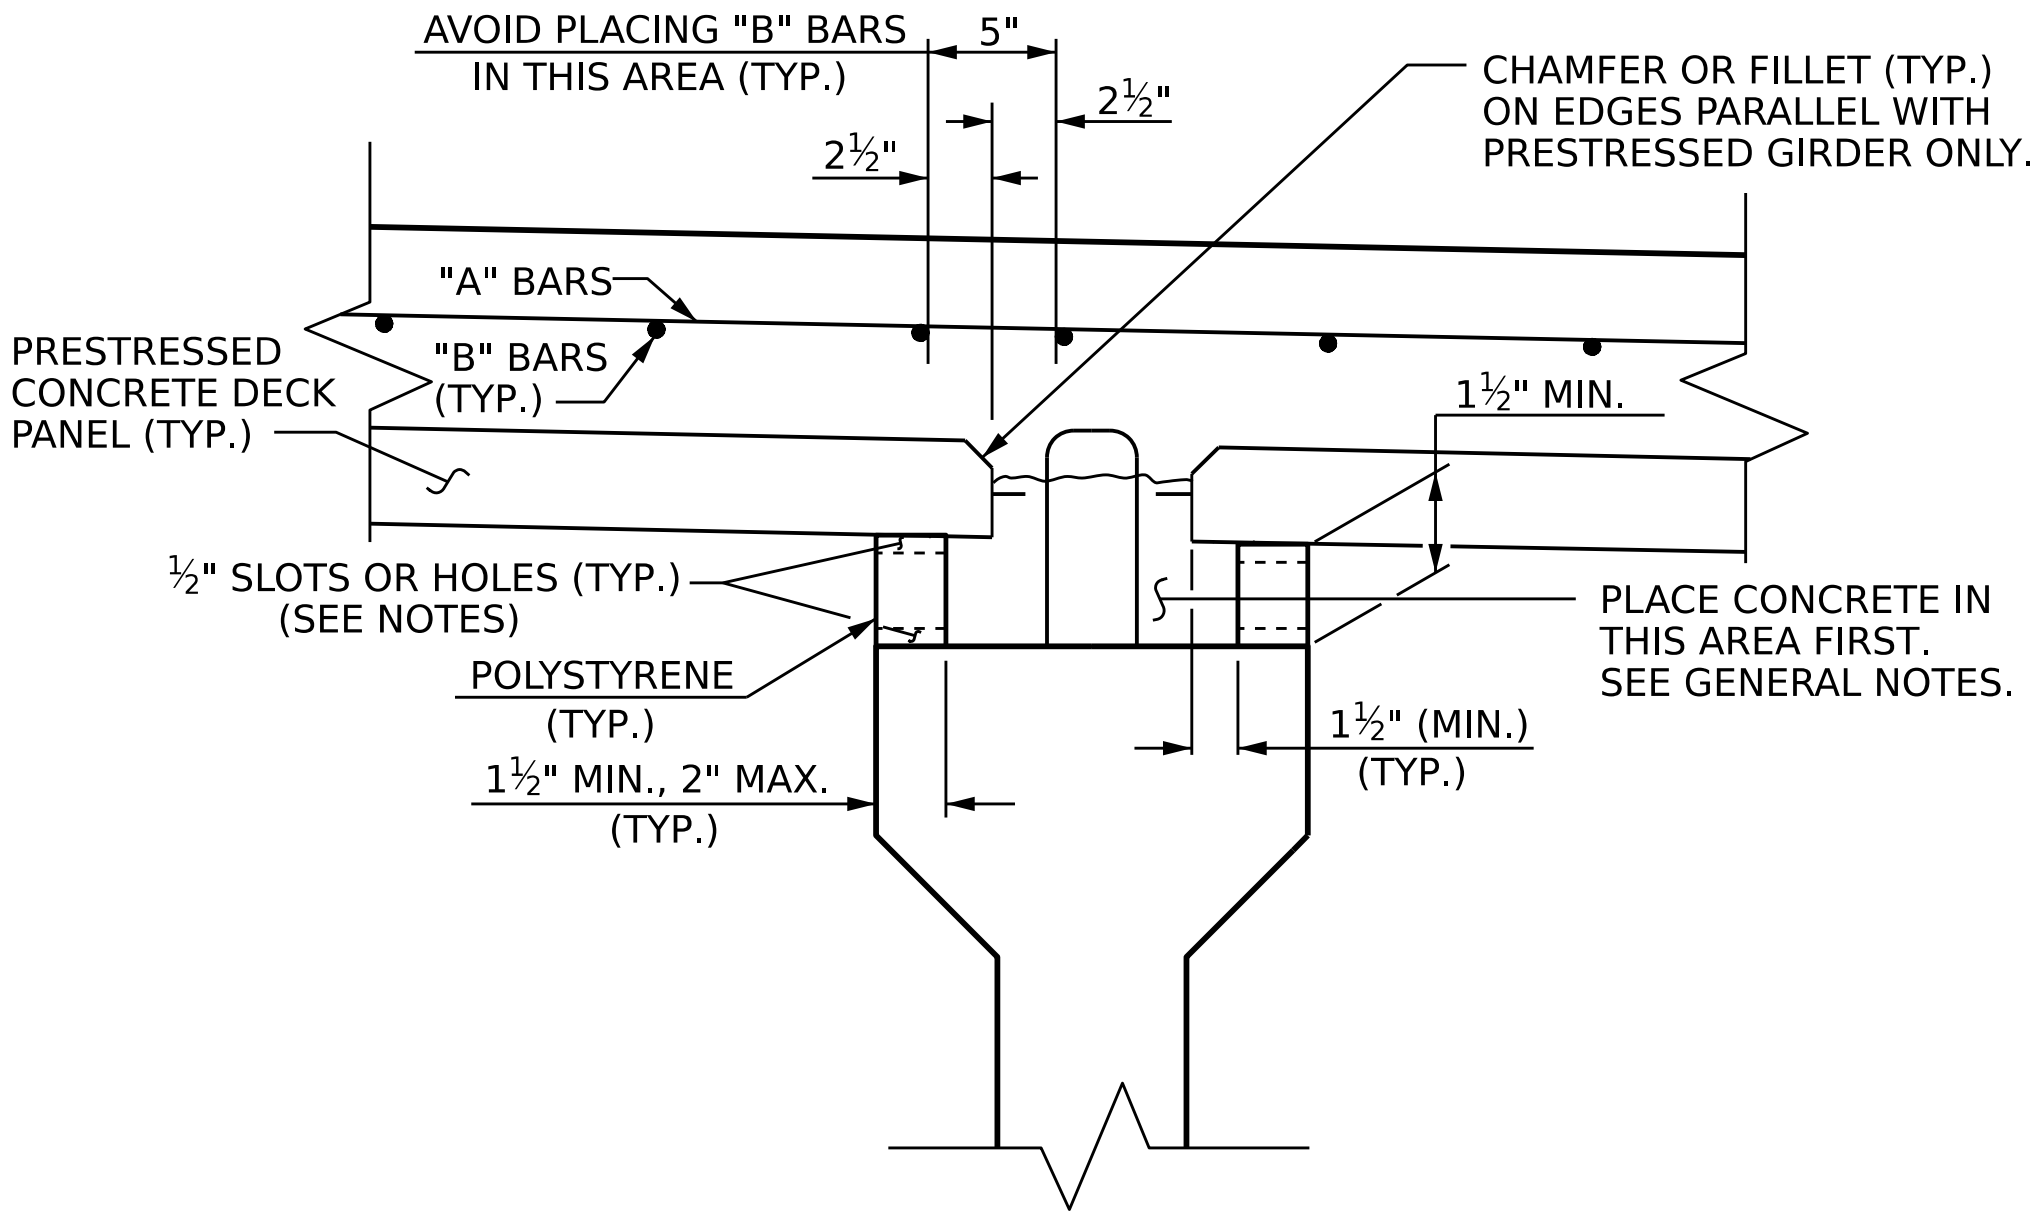 AVOID PLACING "B" BARS
IN THIS AREA (TYP.)
5"
2½"
2½"
CHAMFER OR FILLET (TYP.)
ON EDGES PARALLEL WITH
PRESTRESSED GIRDER ONLY.
"A" BARS
"B" BARS
(TYP.)
PRESTRESSED
CONCRETE DECK
PANEL (TYP.)
1½" MIN.
½" SLOTS OR HOLES (TYP.)
(SEE NOTES)
PLACE CONCRETE IN
THIS AREA FIRST.
SEE GENERAL NOTES.
POLYSTYRENE
(TYP.)
1½" (MIN.)
(TYP.)
1½" MIN., 2" MAX.
(TYP.)